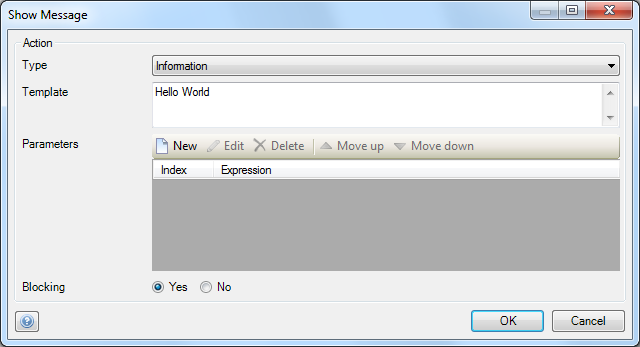 Show Message
Action
Type Information
Template Hello World
Parameters New Edit Delete Move up Move down
Index Expression
Blocking Yes No
? OK Cancel